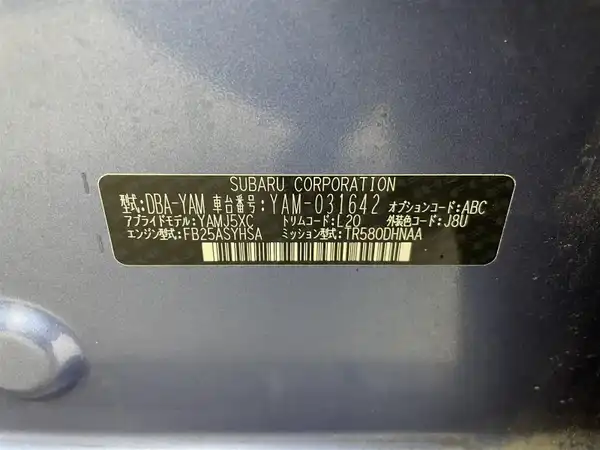 SUBARU CORPORATION
型式:DBA-YAM 車台番号:YAM-031642 オプションコード:ABC
アプライドモデル:YAMJ5XC トリムコード:L20 外装色コード:J8U
エンジン型式:FB25ASYHSA ミッション型式:TR580DHNAA